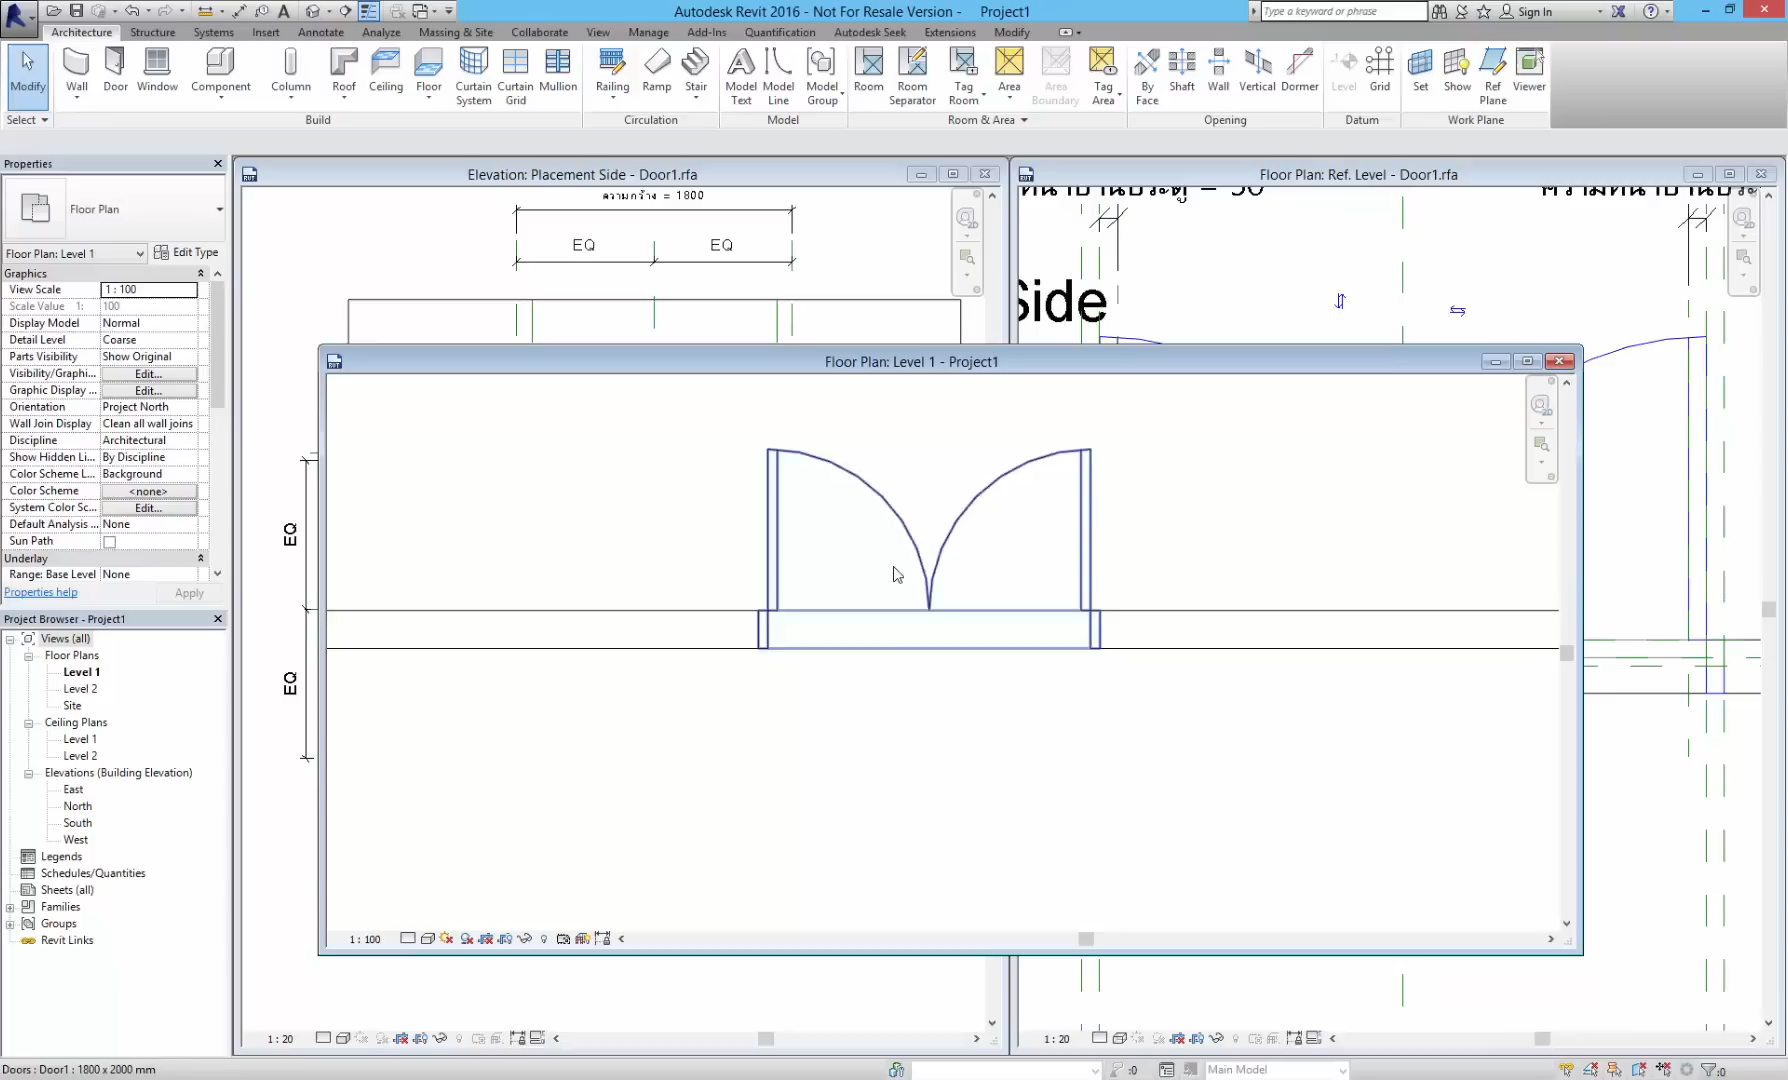 Autodesk Revit 2016 - Not For Resale Version - Project1
Type a keyword or phrase
Sign In
Architecture Structure Systems Insert Annotate Analyze Massing & Site Collaborate View Manage Add-Ins Quantification Autodesk Seek Extensions Modify
Modify Wall Door Window Component Column Roof Ceiling Floor Curtain System Curtain Grid Mullion Railing Ramp Stair Model Text Model Line Model Group Room Room Separator Tag Room Area Area Boundary Tag Area By Face Shaft Wall Vertical Dormer Level Grid Set Show Ref Plane Viewer
Select Build Circulation Model Room & Area Opening Datum Work Plane
Properties
Floor Plan
Floor Plan: Level 1 Edit Type
Graphics
View Scale 1 : 100
Scale Value 1: 100
Display Model Normal
Detail Level Coarse
Parts Visibility Show Original
Visibility/Graphi... Edit...
Graphic Display ... Edit...
Orientation Project North
Wall Join Display Clean all wall joins
Discipline Architectural
Show Hidden Li... By Discipline
Color Scheme L... Background
Color Scheme <none>
System Color Sc... Edit...
Default Analysis ... None
Sun Path
Underlay
Range: Base Level None
Properties help Apply
Project Browser - Project1
Views (all)
Floor Plans
Level 1
Level 2
Site
Ceiling Plans
Level 1
Level 2
Elevations (Building Elevation)
East
North
South
West
Legends
Schedules/Quantities
Sheets (all)
Families
Groups
Revit Links
Elevation: Placement Side - Door1.rfa
ความกว้าง = 1800
EQ EQ
Floor Plan: Ref. Level - Door1.rfa
Side
Floor Plan: Level 1 - Project1
EQ
EQ
1 : 100
1 : 20
1 : 20
Doors : Door1 : 1800 x 2000 mm
:0
Main Model
:0